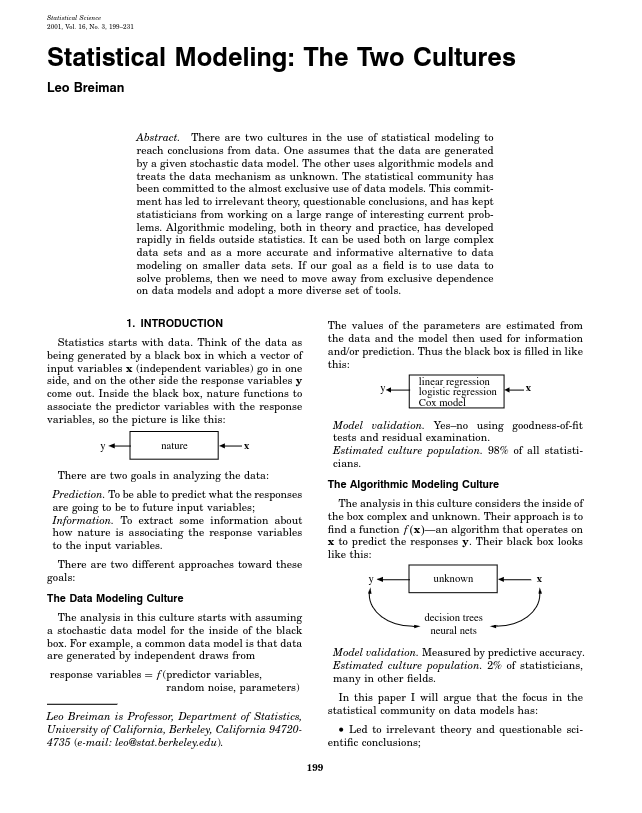 Statistical Science
2001, Vol. 16, No. 3, 199–231
Statistical Modeling: The Two Cultures
Leo Breiman
Abstract. There are two cultures in the use of statistical modeling to
reach conclusions from data. One assumes that the data are generated
by a given stochastic data model. The other uses algorithmic models and
treats the data mechanism as unknown. The statistical community has
been committed to the almost exclusive use of data models. This commit-
ment has led to irrelevant theory, questionable conclusions, and has kept
statisticians from working on a large range of interesting current prob-
lems. Algorithmic modeling, both in theory and practice, has developed
rapidly in fields outside statistics. It can be used both on large complex
data sets and as a more accurate and informative alternative to data
modeling on smaller data sets. If our goal as a field is to use data to
solve problems, then we need to move away from exclusive dependence
on data models and adopt a more diverse set of tools.
1. INTRODUCTION
Statistics starts with data. Think of the data as
being generated by a black box in which a vector of
input variables x (independent variables) go in one
side, and on the other side the response variables y
come out. Inside the black box, nature functions to
associate the predictor variables with the response
variables, so the picture is like this:
y nature x
There are two goals in analyzing the data:
Prediction. To be able to predict what the responses
are going to be to future input variables;
Information. To extract some information about
how nature is associating the response variables
to the input variables.
There are two different approaches toward these
goals:
The Data Modeling Culture
The analysis in this culture starts with assuming
a stochastic data model for the inside of the black
box. For example, a common data model is that data
are generated by independent draws from
response variables = f(predictor variables,
random noise, parameters)
Leo Breiman is Professor, Department of Statistics,
University of California, Berkeley, California 94720-
4735 (e-mail: leo@stat.berkeley.edu).
The values of the parameters are estimated from
the data and the model then used for information
and/or prediction. Thus the black box is filled in like
this:
linear regression
y logistic regression x
Cox model
Model validation. Yes–no using goodness-of-fit
tests and residual examination.
Estimated culture population. 98% of all statisti-
cians.
The Algorithmic Modeling Culture
The analysis in this culture considers the inside of
the box complex and unknown. Their approach is to
find a function f(x)—an algorithm that operates on
x to predict the responses y. Their black box looks
like this:
y unknown x
decision trees
neural nets
Model validation. Measured by predictive accuracy.
Estimated culture population. 2% of statisticians,
many in other fields.
In this paper I will argue that the focus in the
statistical community on data models has:
• Led to irrelevant theory and questionable sci-
entific conclusions;
199